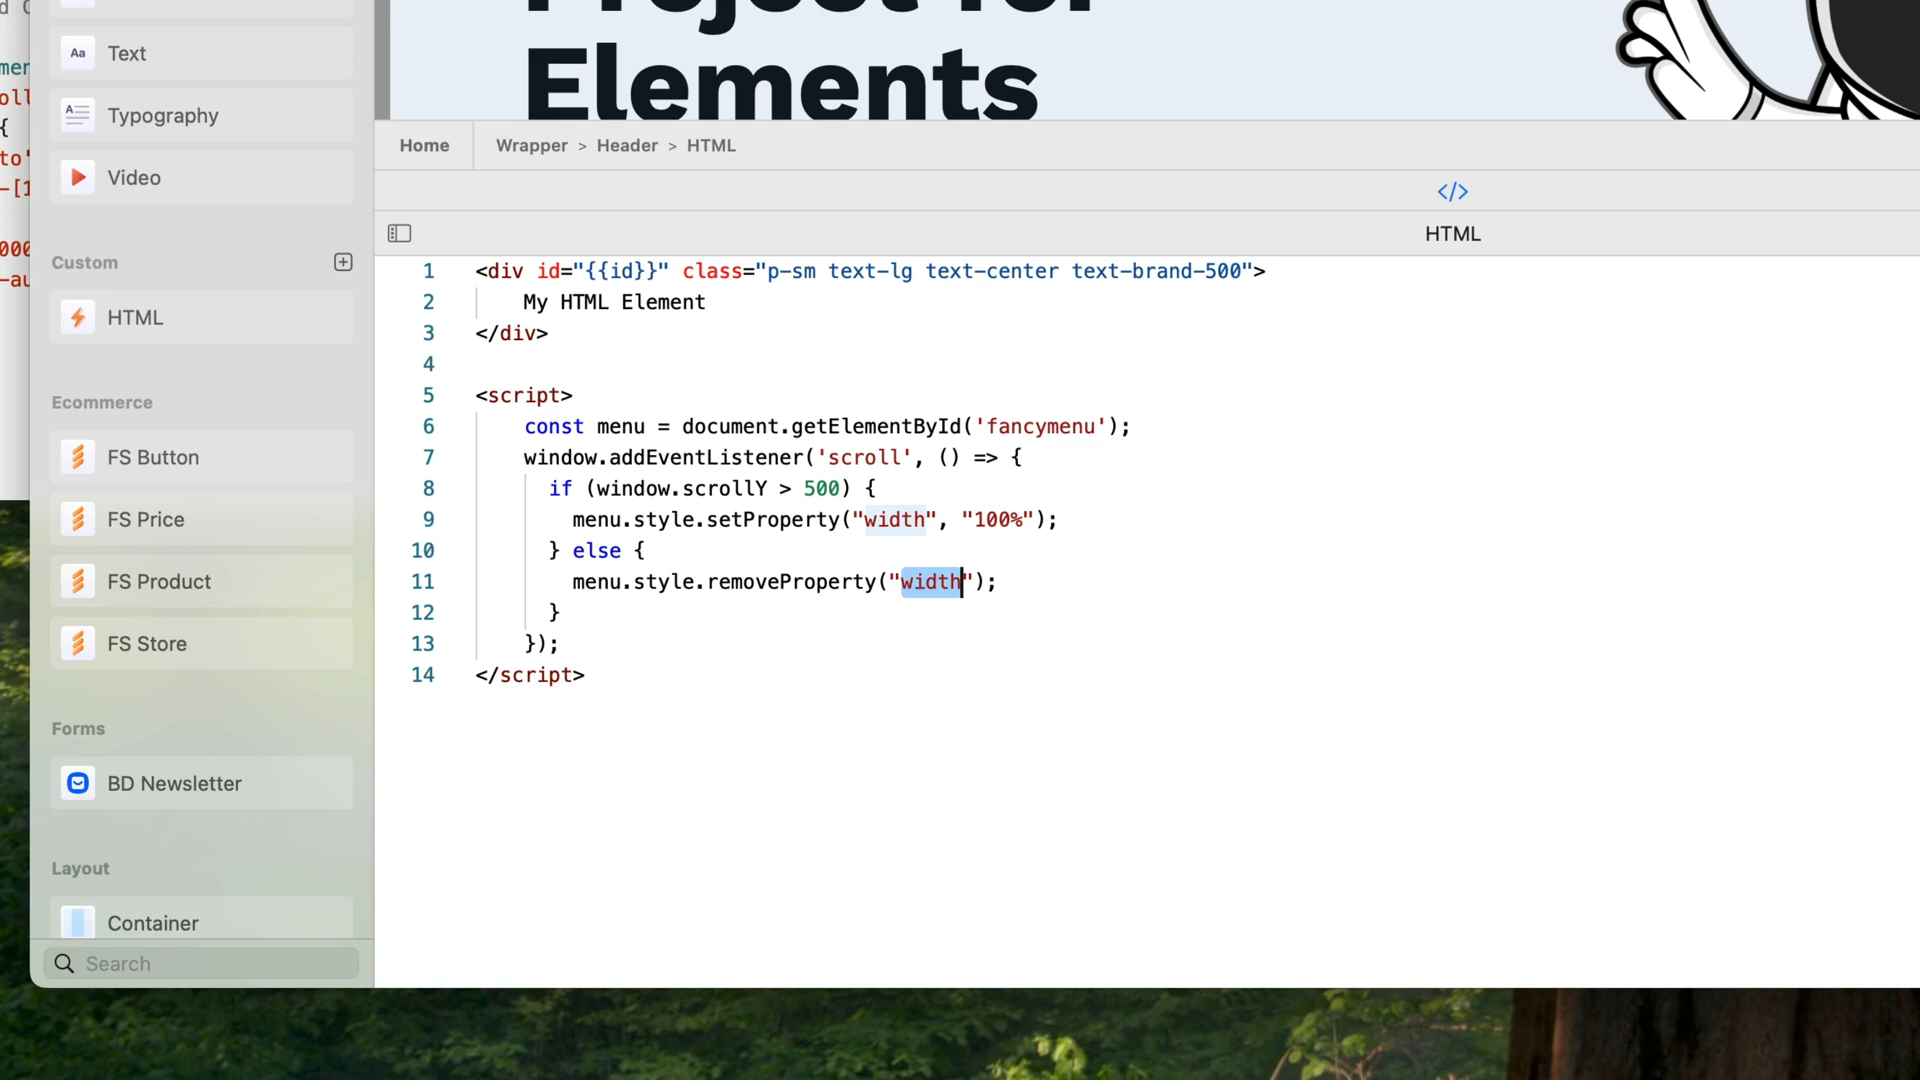 Project for
Elements
Text
Typography
Video
Custom
HTML
Ecommerce
FS Button
FS Price
FS Product
FS Store
Forms
BD Newsletter
Layout
Container
Search
Home
Wrapper > Header > HTML
</>
HTML
1 <div id="{{id}}" class="p-sm text-lg text-center text-brand-500">
2 My HTML Element
3 </div>
4
5 <script>
6 const menu = document.getElementById('fancymenu');
7 window.addEventListener('scroll', () => {
8 if (window.scrollY > 500) {
9 menu.style.setProperty("width", "100%");
10 } else {
11 menu.style.removeProperty("width");
12 }
13 });
14 </script>